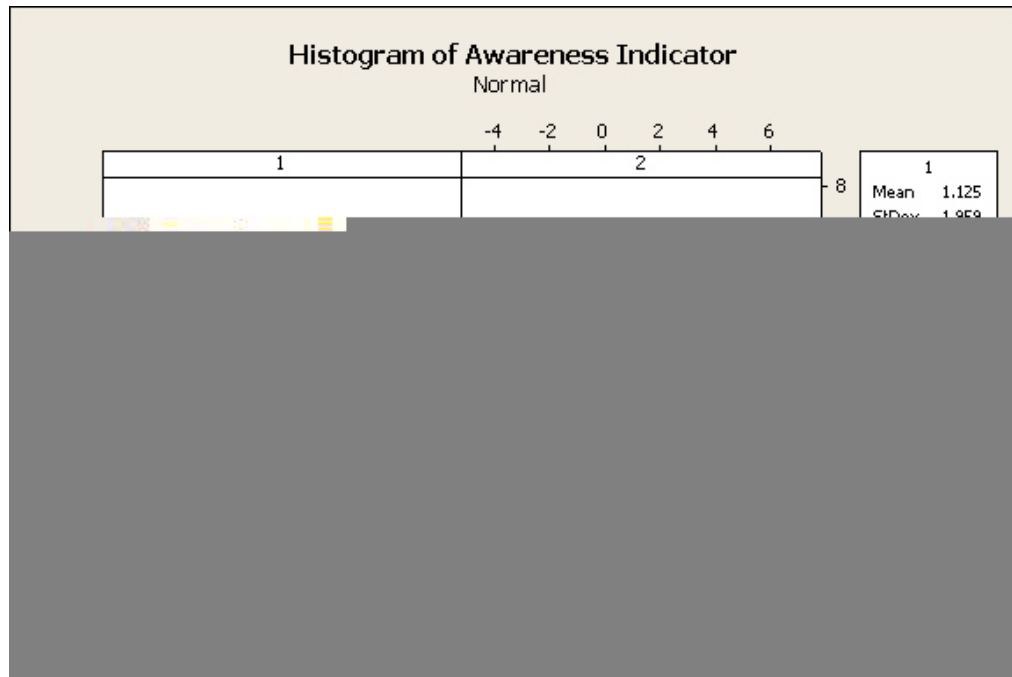 Histogram of Awareness Indicator
Normal
-4 -2 0 2 4 6
1 2
8
1
Mean 1.125